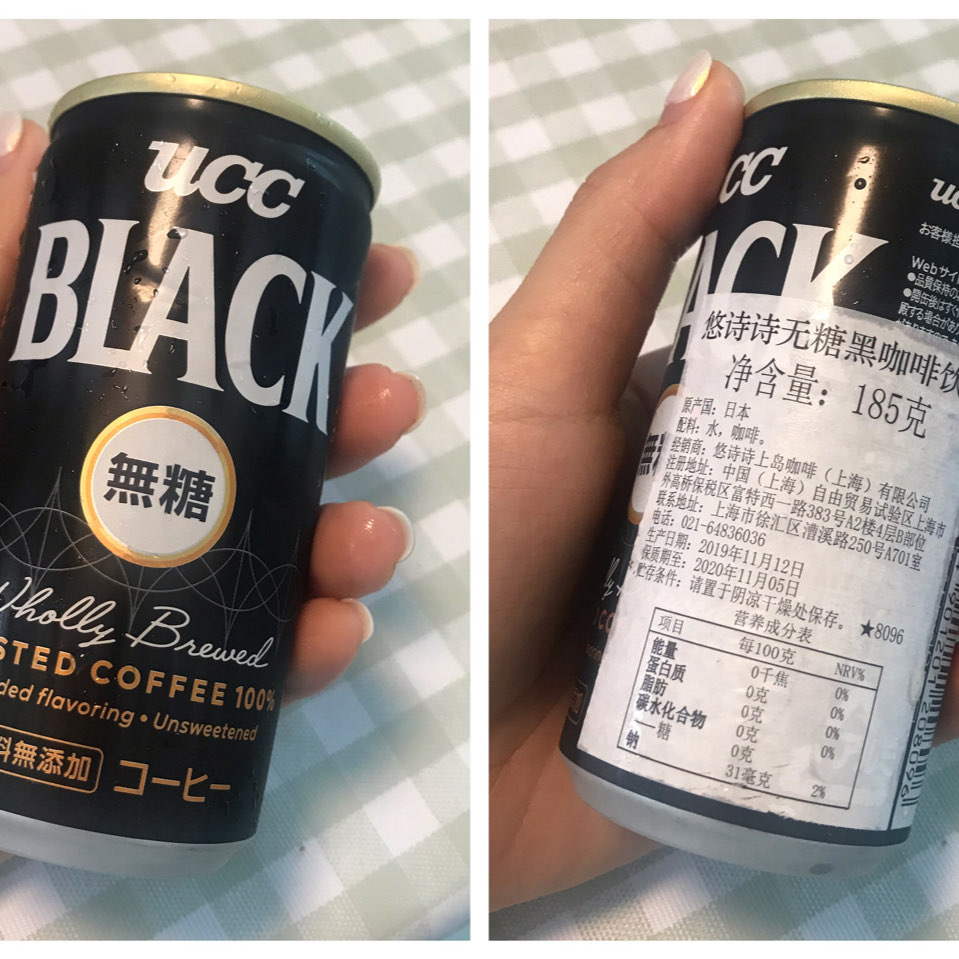 ucc
BLACK
無糖
Wholly Brewed
COFFEE 100%
flavoring • Unsweetened
無添加
コーヒー
CC
ACK
お客様
Webサイ
悠诗诗无糖黑咖啡饮
净含量： 185克
原产国：日本
配料：水，咖啡。
经销商：悠诗诗上岛咖啡（上海）有限公司
注册地址：中国（上海）自由贸易试验区上海市
外高桥保税区富特西一路383号A2楼4层B部位
联系地址：上海市徐汇区漕溪路250号A701室
电话：021-64836036
生产日期：2019年11月12日
保质期至：2020年11月05日
贮存条件：请置于阴凉干燥处保存。 ★8096
营养成分表
项目 每100克 NRV%
能量 0千焦 0%
蛋白质 0克 0%
脂肪 0克 0%
碳水化合物 0克 0%
—糖 0克
钠 31毫克 2%